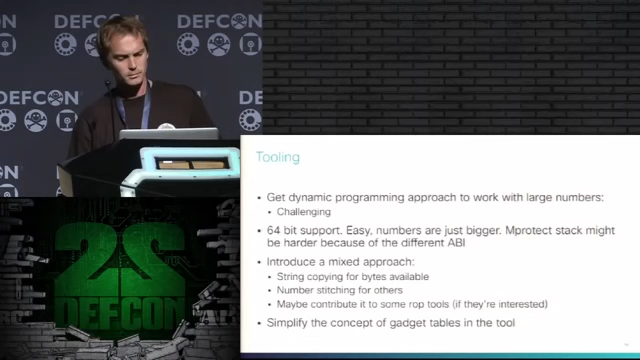 DEFCON
DEFCON
DEFCON
22
DEFCON
Tooling
• Get dynamic programming approach to work with large numbers:
• Challenging
• 64 bit support. Easy, numbers are just bigger. Mprotect stack might
be harder because of the different ABI
• Introduce a mixed approach:
• String copying for bytes available
• Number stitching for others
• Maybe contribute it to some rop tools (if they're interested)
• Simplify the concept of gadget tables in the tool